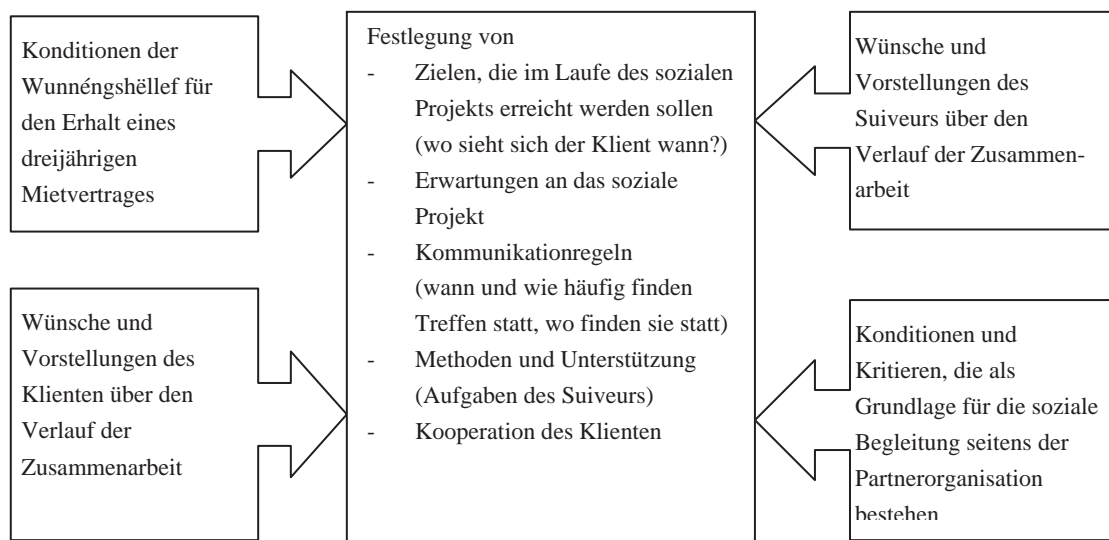 Konditionen der
Wunnéngshëllef für
den Erhalt eines
dreijährigen
Mietvertrages
Wünsche und
Vorstellungen des
Klienten über den
Verlauf der
Zusammenarbeit
Festlegung von
- Zielen, die im Laufe des sozialen
Projekts erreicht werden sollen
(wo sieht sich der Klient wann?)
- Erwartungen an das soziale
Projekt
- Kommunikationregeln
(wann und wie häufig finden
Treffen statt, wo finden sie statt)
- Methoden und Unterstützung
(Aufgaben des Suiveurs)
- Kooperation des Klienten
Wünsche und
Vorstellungen des
Suiveurs über den
Verlauf der Zusammen-
arbeit
Konditionen und
Kritieren, die als
Grundlage für die soziale
Begleitung seitens der
Partnerorganisation
bestehen